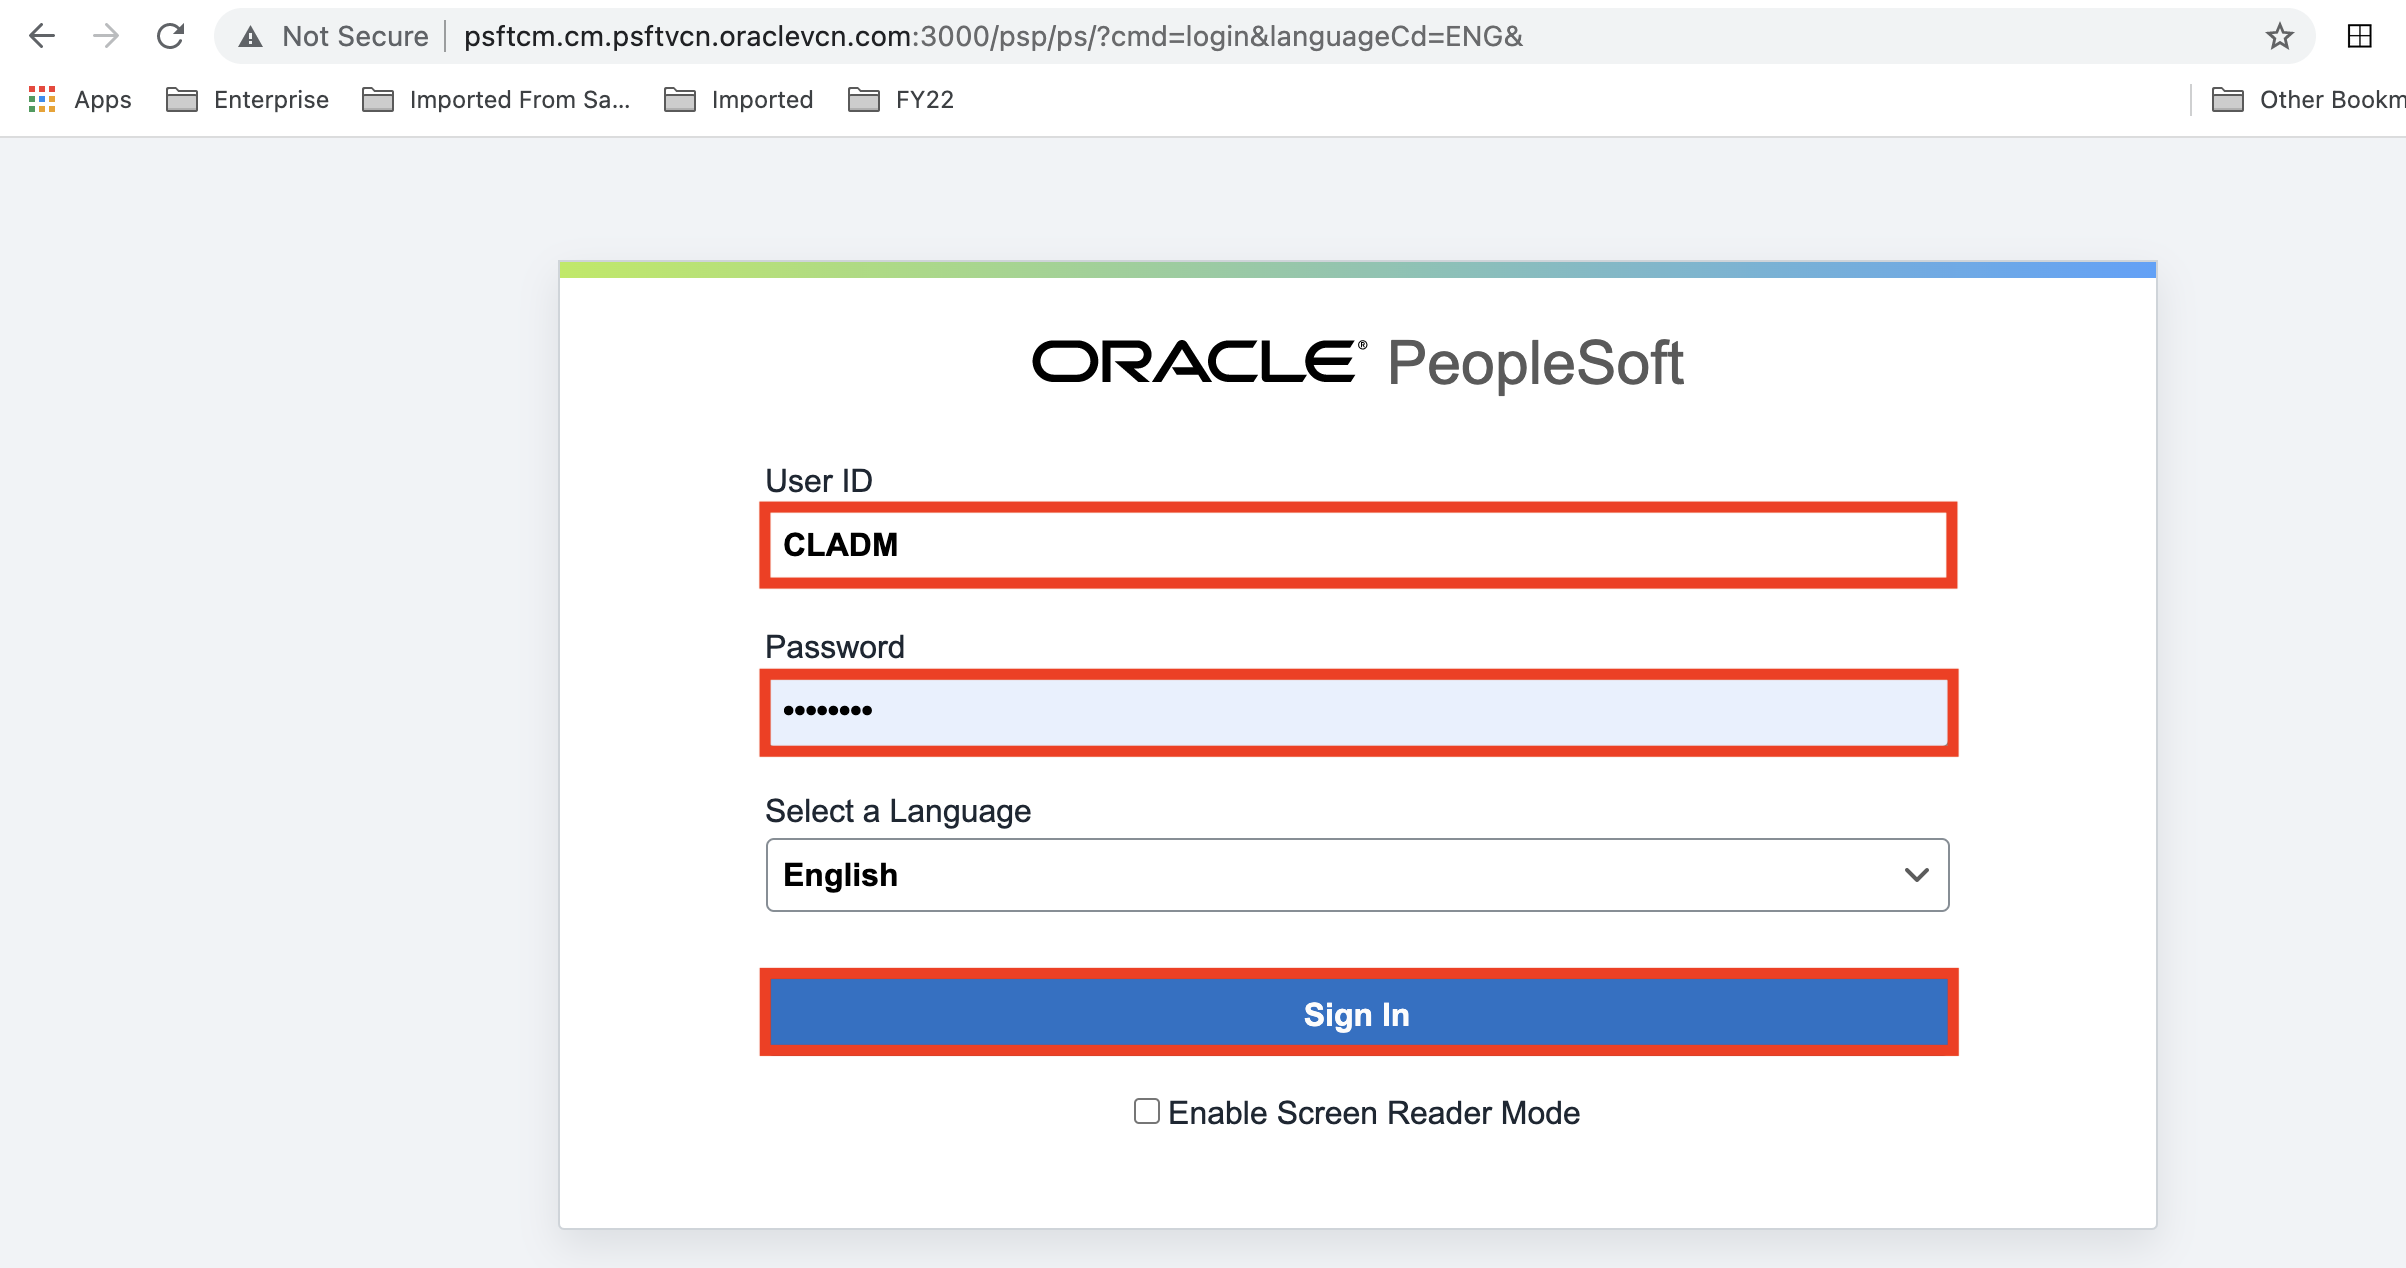 Not Secure psftcm.cm.psftvcn.oraclevcn.com:3000/psp/ps/?cmd=login&languageCd=ENG&
Apps Enterprise Imported From Sa... Imported FY22 Other Bookm
ORACLE® PeopleSoft
User ID
CLADM
Password
••••••••
Select a Language
English
Sign In
Enable Screen Reader Mode